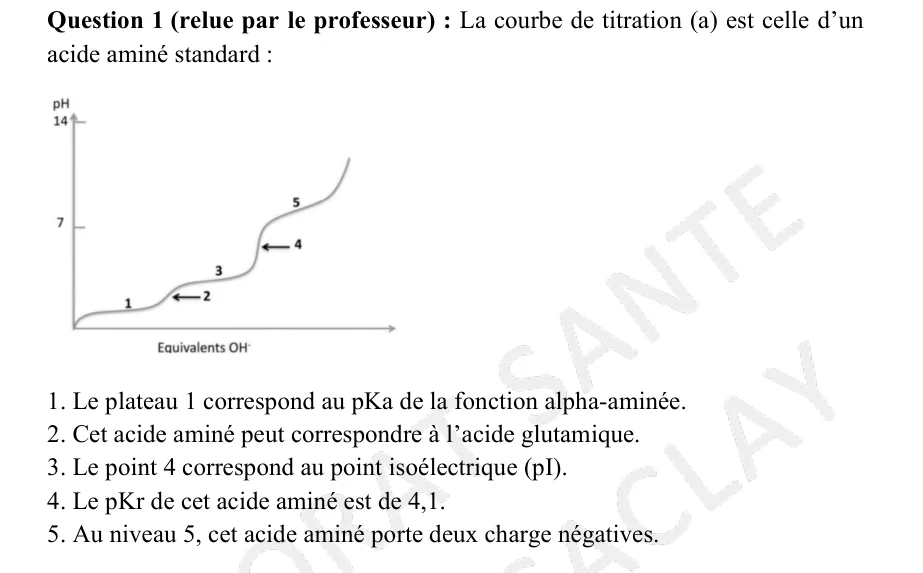 Question 1 (relue par le professeur) : La courbe de titration (a) est celle d’un
acide aminé standard :
pH
14
7
5
4
3
2
1
Equivalents OH-
1. Le plateau 1 correspond au pKa de la fonction alpha-aminée.
2. Cet acide aminé peut correspondre à l’acide glutamique.
3. Le point 4 correspond au point isoélectrique (pI).
4. Le pKr de cet acide aminé est de 4,1.
5. Au niveau 5, cet acide aminé porte deux charge négatives.
SANTE
SACLAY